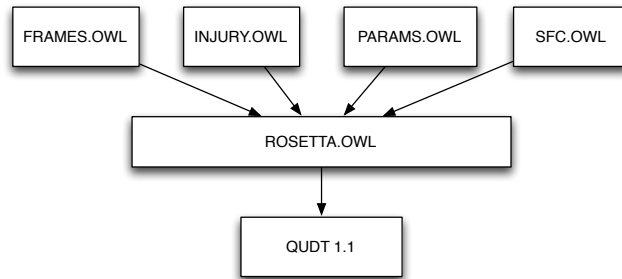 FRAMES.OWL
INJURY.OWL
PARAMS.OWL
SFC.OWL
ROSETTA.OWL
QUDT 1.1